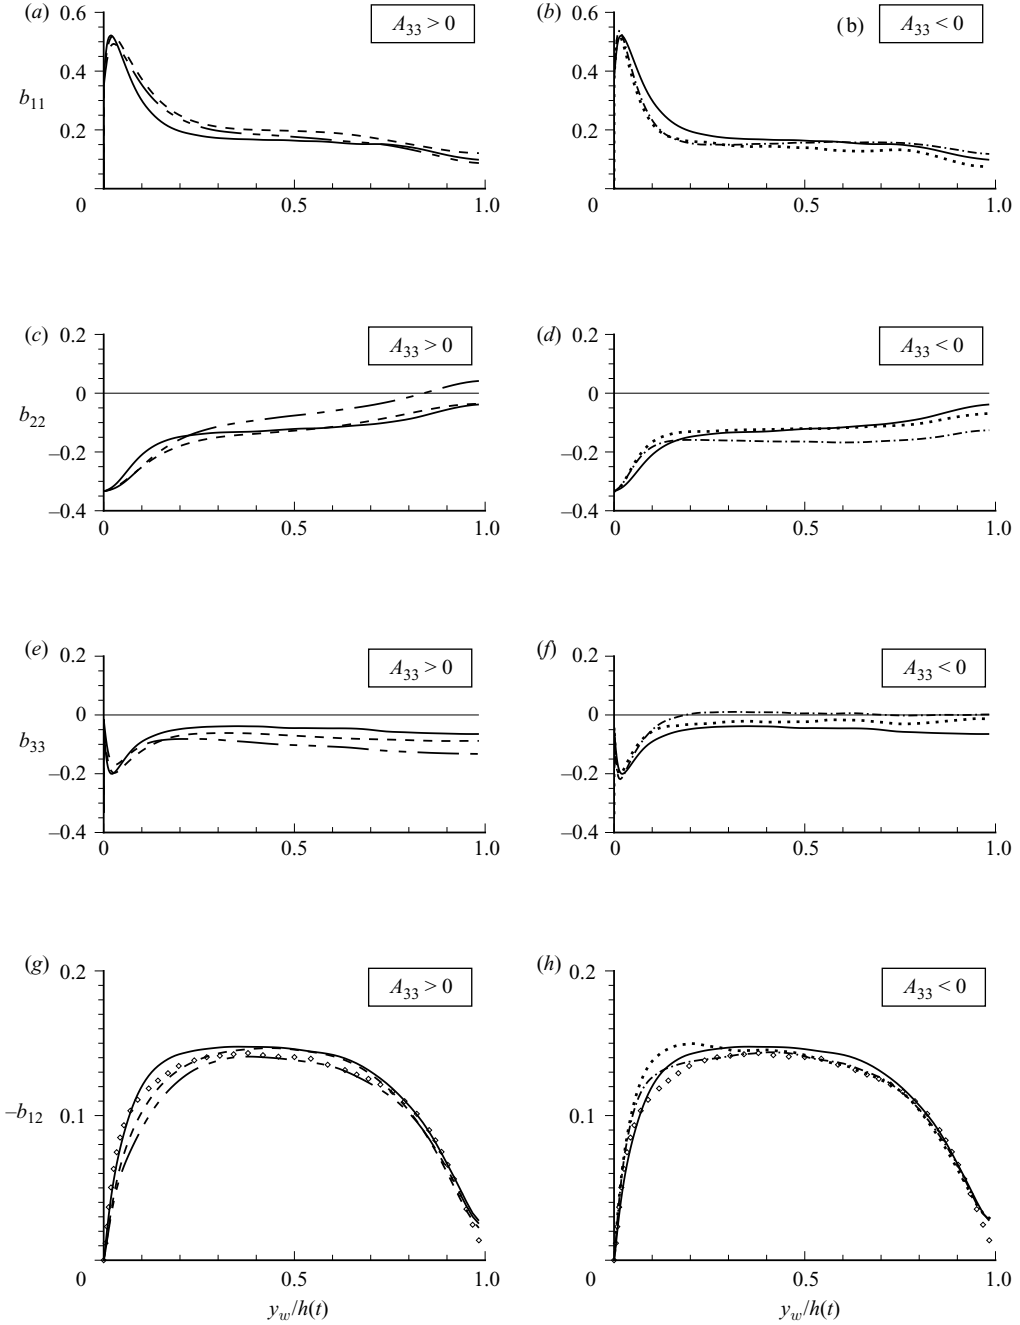 (a) 0.6 A33 > 0
0.4
b11
0.2
0 0.5 1.0
(b) 0.6 (b) A33 < 0
0.4
0.2
0 0.5 1.0
(c) 0.2 A33 > 0
0
b22
–0.2
–0.4
0 0.5 1.0
(d) 0.2 A33 < 0
0
–0.2
–0.4
0 0.5 1.0
(e) 0.2 A33 > 0
0
b33
–0.2
–0.4
0 0.5 1.0
(f) 0.2 A33 < 0
0
–0.2
–0.4
0 0.5 1.0
(g) 0.2 A33 > 0
–b12 0.1
0 0.5 1.0
yw/h(t)
(h) 0.2 A33 < 0
0.1
0 0.5 1.0
yw/h(t)